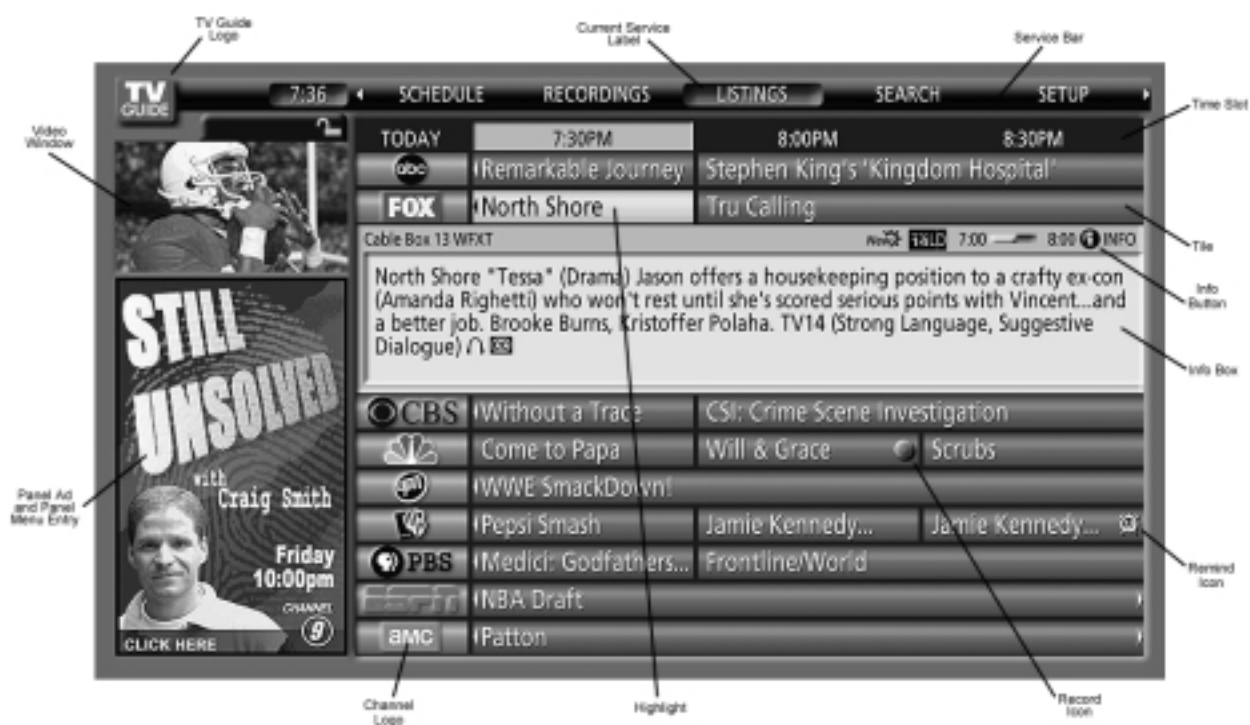 TV Guide
Logo
Current Service
Label
Service Bar
TV
GUIDE
7:36
SCHEDULE
RECORDINGS
LISTINGS
SEARCH
SETUP
Time Slot
Video
Window
TODAY
7:30PM
8:00PM
8:30PM
abc
Remarkable Journey
Stephen King's 'Kingdom Hospital'
FOX
North Shore
Tru Calling
Tile
Cable Box 13 WFXT
New
7:00
8:00
INFO
Info
Button
North Shore "Tessa" (Drama) Jason offers a housekeeping position to a crafty ex-con
(Amanda Righetti) who won't rest until she's scored serious points with Vincent...and
a better job. Brooke Burns, Kristoffer Polaha. TV14 (Strong Language, Suggestive
Dialogue)
Info Box
STILL
UNSOLVED
with
Craig Smith
Friday
10:00pm
CHANNEL
9
CLICK HERE
Panel Ad
and Panel
Menu Entry
CBS
Without a Trace
CSI: Crime Scene Investigation
Come to Papa
Will & Grace
Scrubs
WWE SmackDown!
Pepsi Smash
Jamie Kennedy...
Jamie Kennedy...
Remind
Icon
PBS
Medici: Godfathers...
Frontline/World
ESPN
NBA Draft
amc
Patton
Channel
Logo
Highlight
Record
Icon